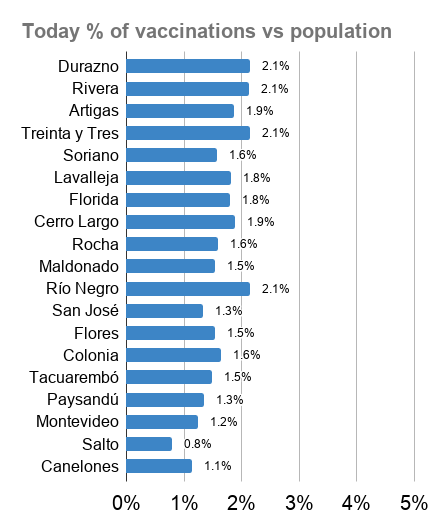 Today % of vaccinations vs population
Durazno 2.1%
Rivera 2.1%
Artigas 1.9%
Treinta y Tres 2.1%
Soriano 1.6%
Lavalleja 1.8%
Florida 1.8%
Cerro Largo 1.9%
Rocha 1.6%
Maldonado 1.5%
Río Negro 2.1%
San José 1.3%
Flores 1.5%
Colonia 1.6%
Tacuarembó 1.5%
Paysandú 1.3%
Montevideo 1.2%
Salto 0.8%
Canelones 1.1%
0% 1% 2% 3% 4% 5%